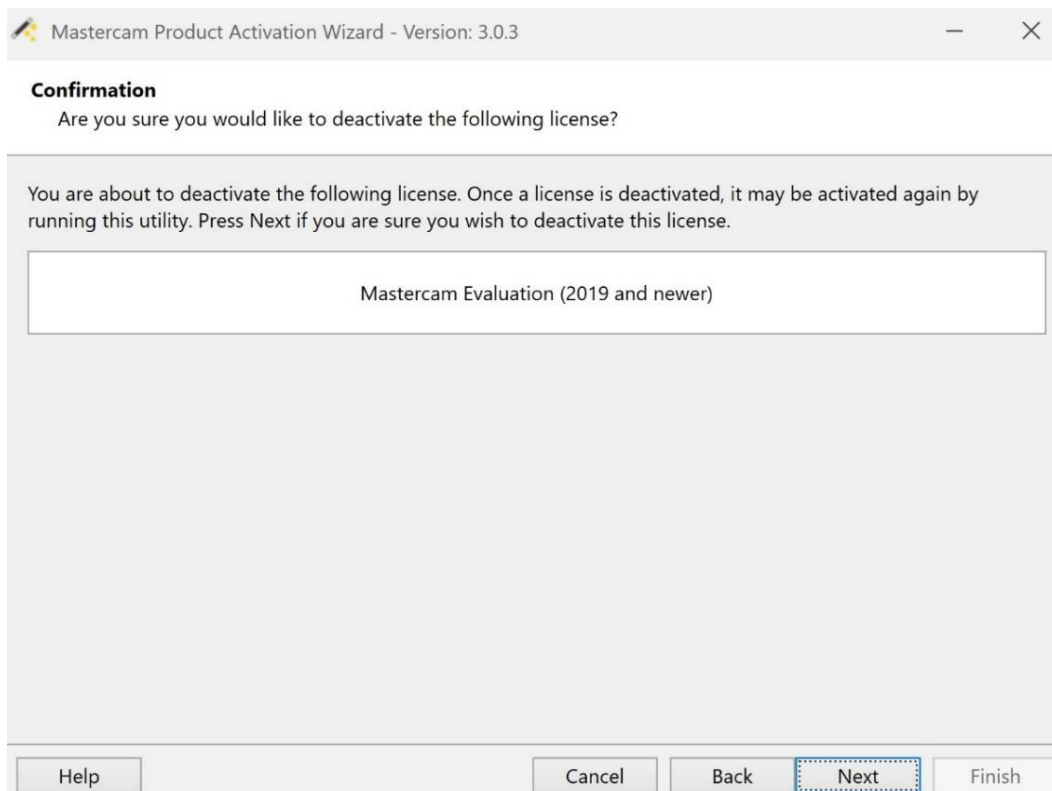 Mastercam Product Activation Wizard - Version: 3.0.3
Confirmation
Are you sure you would like to deactivate the following license?
You are about to deactivate the following license. Once a license is deactivated, it may be activated again by
running this utility. Press Next if you are sure you wish to deactivate this license.
Mastercam Evaluation (2019 and newer)
Help Cancel Back Next Finish